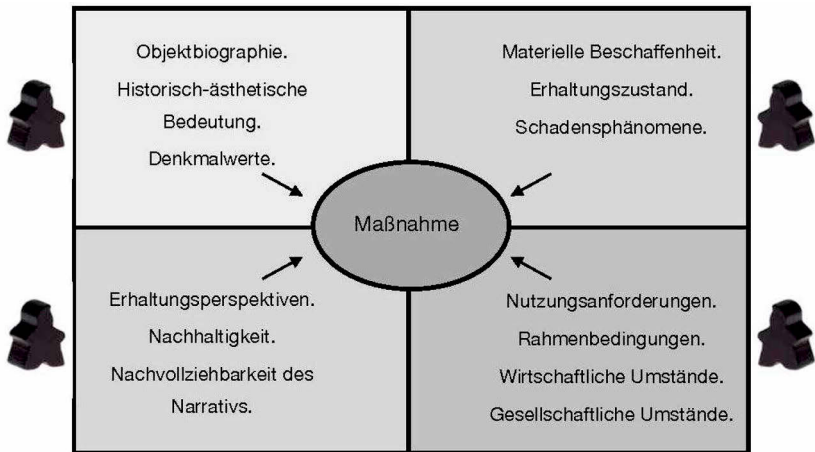 Objektbiographie.
Historisch-ästhetische
Bedeutung.
Denkmalwerte.
Materielle Beschaffenheit.
Erhaltungszustand.
Schadensphänomene.
Maßnahme
Erhaltungsperspektiven.
Nachhaltigkeit.
Nachvollziehbarkeit des
Narrativs.
Nutzungsanforderungen.
Rahmenbedingungen.
Wirtschaftliche Umstände.
Gesellschaftliche Umstände.